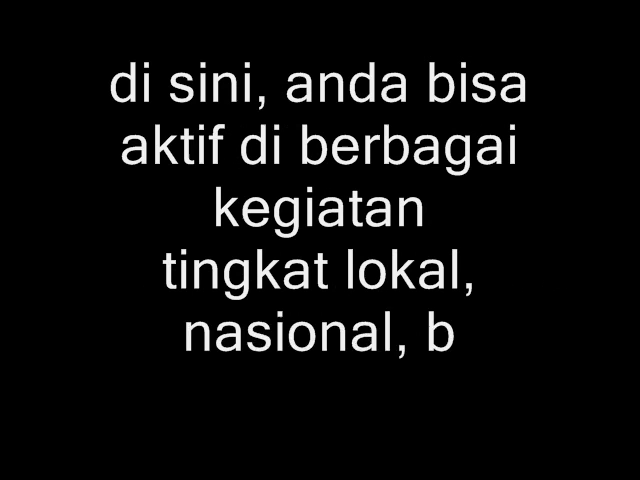 di sini, anda bisa
aktif di berbagai
kegiatan
tingkat lokal,
nasional, b